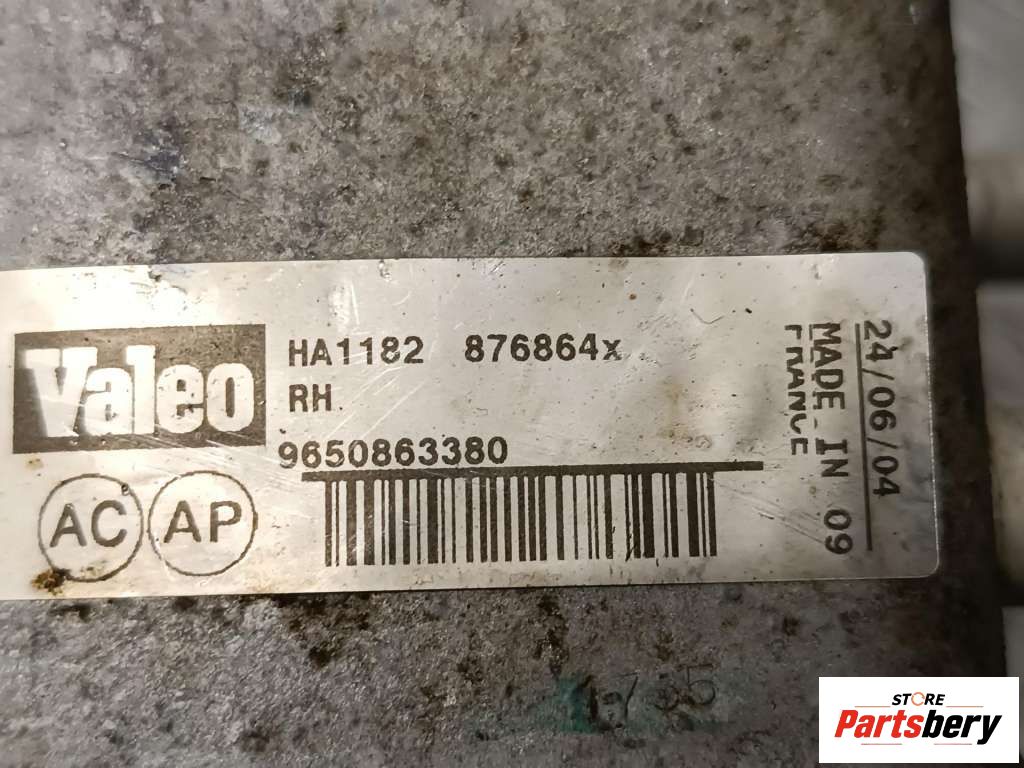 Valeo
HA1182 876864x
RH
9650863380
AC AP
24/06/04
MADE IN 09
FRANCE
STORE
Partsbery